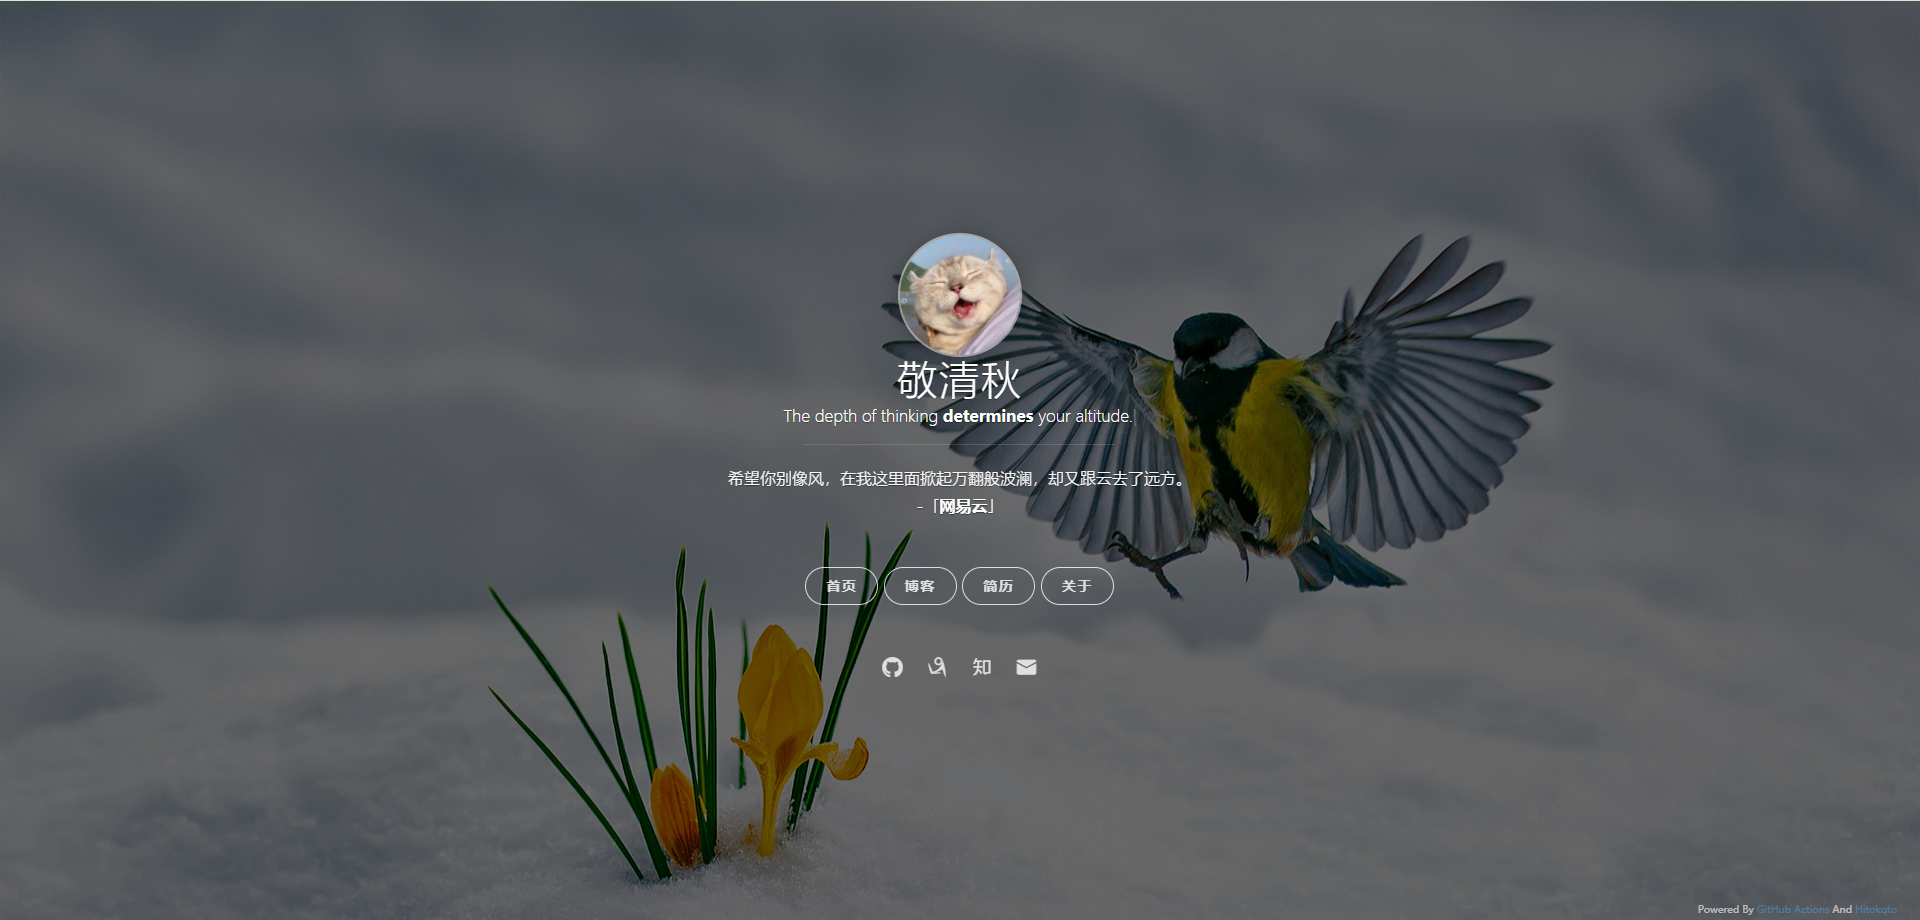 敬清秋
The depth of thinking determines your altitude.
希望你别像风，在我这里面掀起万翻般波澜，却又跟云去了远方。
-「网易云」
首页 博客 简历 关于
知
Powered By GitHub Actions And Hitokoto